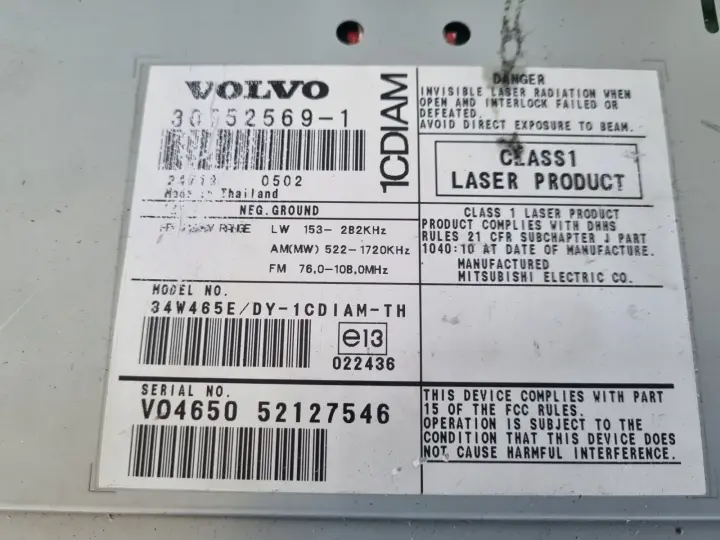 VOLVO
1CDIAM
0502
Made in Thailand
NEG.GROUND
RANGE LW 153- 282KHz
AM(MW) 522-1720KHz
FM 76.0-108.0MHz
MODEL NO.
34W465E/DY-1CDIAM-TH
e13
022436
SERIAL NO.
VO4650 52127546
DANGER
INVISIBLE LASER RADIATION WHEN
OPEN AND INTERLOCK FAILED OR
DEFEATED.
AVOID DIRECT EXPOSURE TO BEAM.
CLASS1
LASER PRODUCT
CLASS 1 LASER PRODUCT
PRODUCT COMPLIES WITH DHHS
RULES 21 CFR SUBCHAPTER J PART
1040:10 AT DATE OF MANUFACTURE.
MANUFACTURED
MITSUBISHI ELECTRIC CO.
THIS DEVICE COMPLIES WITH PART
15 OF THE FCC RULES.
OPERATION IS SUBJECT TO THE
CONDITION THAT THIS DEVICE DOES
NOT CAUSE HARMFUL INTERFERENCE.